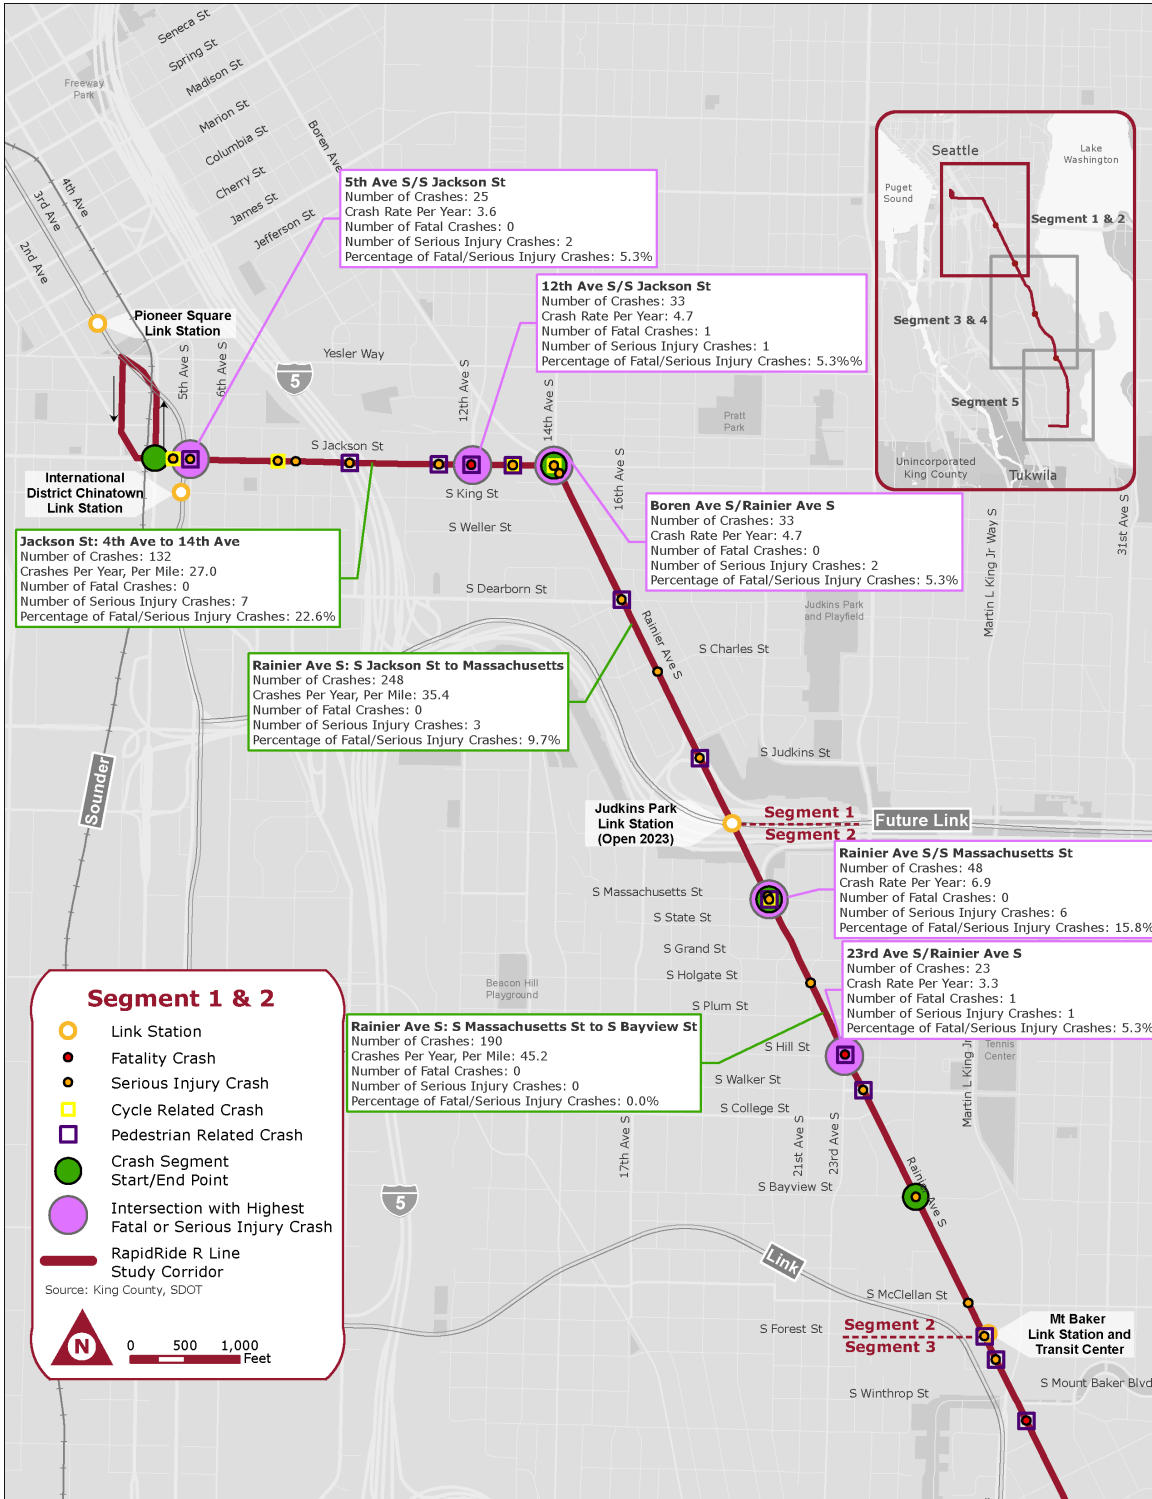 Seneca St
Spring St
Madison St
Marion St
Columbia St
Cherry St
James St
Jefferson St
Freeway
Park
Boren Ave
4th Ave
3rd Ave
2nd Ave
5th Ave S/S Jackson St
Number of Crashes: 25
Crash Rate Per Year: 3.6
Number of Fatal Crashes: 0
Number of Serious Injury Crashes: 2
Percentage of Fatal/Serious Injury Crashes: 5.3%
12th Ave S/S Jackson St
Number of Crashes: 33
Crash Rate Per Year: 4.7
Number of Fatal Crashes: 1
Number of Serious Injury Crashes: 1
Percentage of Fatal/Serious Injury Crashes: 5.3%%
Seattle
Lake
Washington
Puget
Sound
Segment 1 & 2
Segment 3 & 4
Segment 5
Unincorporated
King County
Tukwila
Pioneer Square
Link Station
5th Ave S
6th Ave S
5
Yesler Way
12th Ave S
14th Ave S
Pratt
Park
S Jackson St
16th Ave S
31st Ave S
Martin L King Jr Way S
International
District Chinatown
Link Station
S King St
S Weller St
S Dearborn St
Boren Ave S/Rainier Ave S
Number of Crashes: 33
Crash Rate Per Year: 4.7
Number of Fatal Crashes: 0
Number of Serious Injury Crashes: 2
Percentage of Fatal/Serious Injury Crashes: 5.3%
Jackson St: 4th Ave to 14th Ave
Number of Crashes: 132
Crashes Per Year, Per Mile: 27.0
Number of Fatal Crashes: 0
Number of Serious Injury Crashes: 7
Percentage of Fatal/Serious Injury Crashes: 22.6%
Judkins Park
and Playfield
Rainier Ave S
S Charles St
Rainier Ave S: S Jackson St to Massachusetts
Number of Crashes: 248
Crashes Per Year, Per Mile: 35.4
Number of Fatal Crashes: 0
Number of Serious Injury Crashes: 3
Percentage of Fatal/Serious Injury Crashes: 9.7%
S Judkins St
Sounder
Judkins Park
Link Station
(Open 2023)
Segment 1
Segment 2
Future Link
Rainier Ave S/S Massachusetts St
Number of Crashes: 48
Crash Rate Per Year: 6.9
Number of Fatal Crashes: 0
Number of Serious Injury Crashes: 6
Percentage of Fatal/Serious Injury Crashes: 15.8%
S Massachusetts St
S State St
S Grand St
S Holgate St
S Plum St
Beacon Hill
Playground
23rd Ave S/Rainier Ave S
Number of Crashes: 23
Crash Rate Per Year: 3.3
Number of Fatal Crashes: 1
Number of Serious Injury Crashes: 1
Percentage of Fatal/Serious Injury Crashes: 5.3%
Rainier Ave S: S Massachusetts St to S Bayview St
Number of Crashes: 190
Crashes Per Year, Per Mile: 45.2
Number of Fatal Crashes: 0
Number of Serious Injury Crashes: 0
Percentage of Fatal/Serious Injury Crashes: 0.0%
S Hill St
S Walker St
S College St
Tennis
Center
Martin L King Jr
17th Ave S
21st Ave S
23rd Ave S
S Bayview St
Rainier Ave S
5
Link
S McClellan St
S Forest St
Segment 2
Segment 3
Mt Baker
Link Station and
Transit Center
S Mount Baker Blvd
S Winthrop St
Segment 1 & 2
Link Station
Fatality Crash
Serious Injury Crash
Cycle Related Crash
Pedestrian Related Crash
Crash Segment
Start/End Point
Intersection with Highest
Fatal or Serious Injury Crash
RapidRide R Line
Study Corridor
Source: King County, SDOT
N
0 500 1,000
Feet